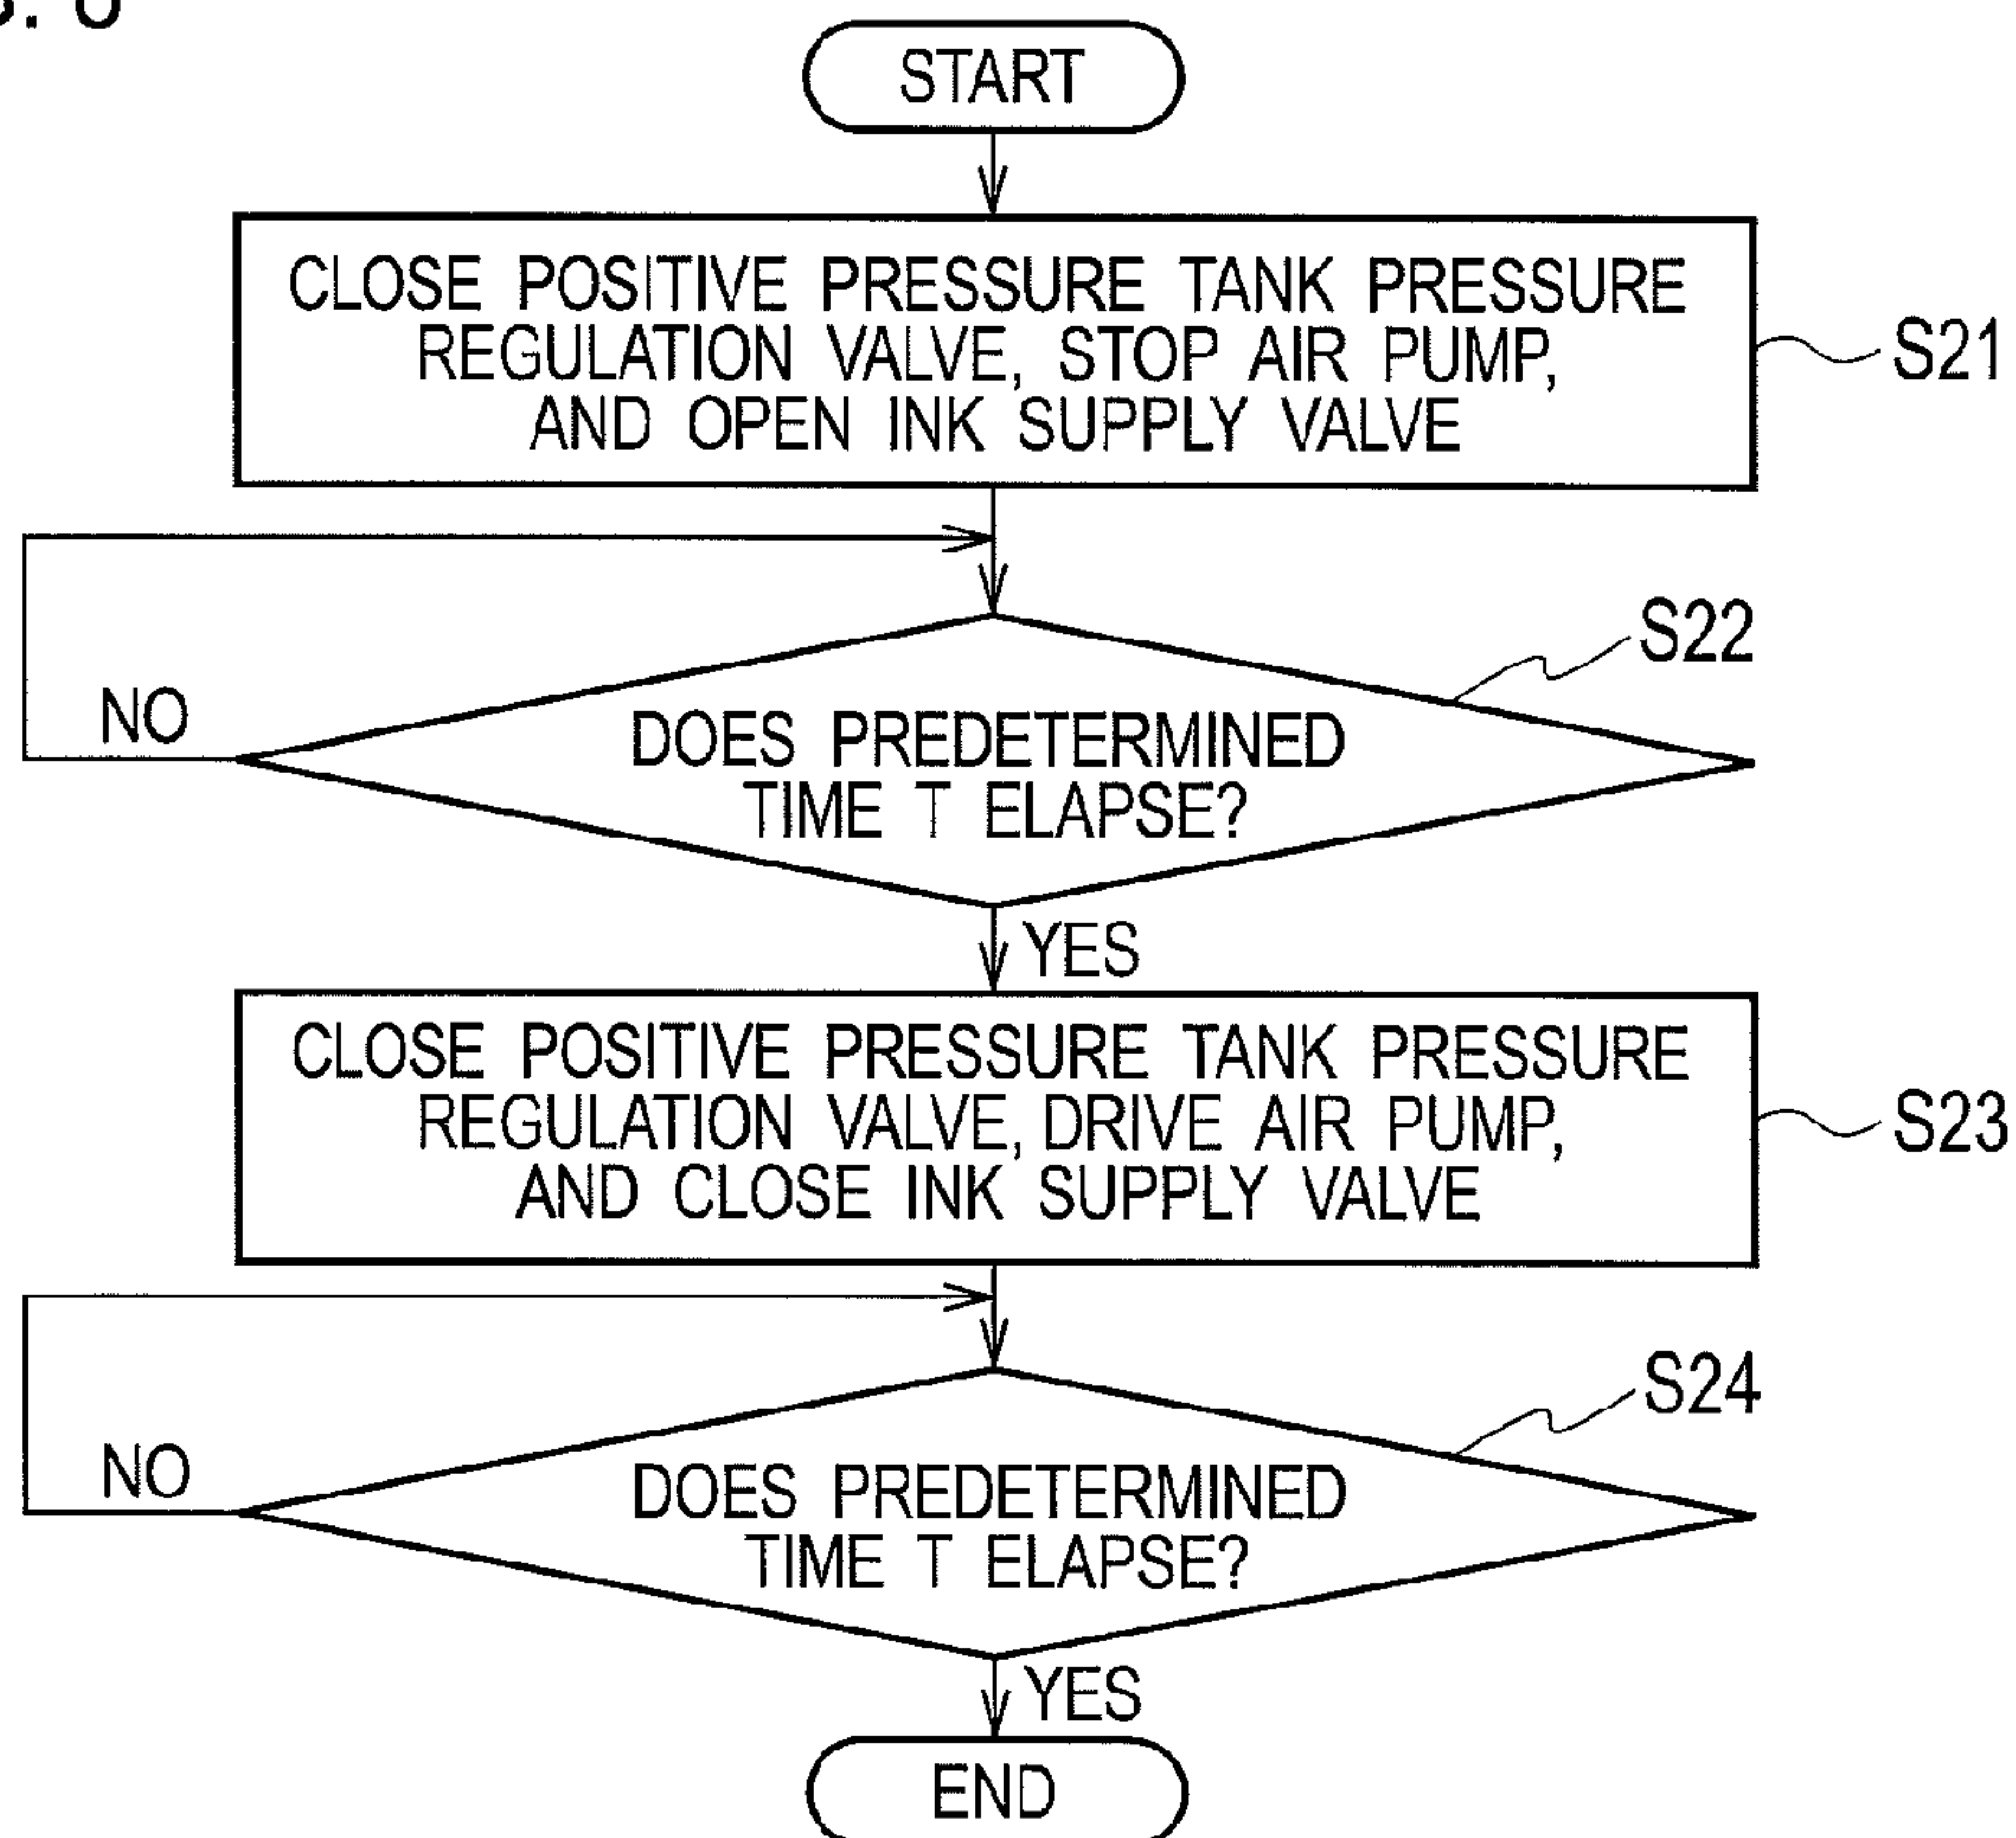 START
CLOSE POSITIVE PRESSURE TANK PRESSURE
REGULATION VALVE, STOP AIR PUMP,
AND OPEN INK SUPPLY VALVE
S21
S22
NO
DOES PREDETERMINED
TIME T ELAPSE?
YES
CLOSE POSITIVE PRESSURE TANK PRESSURE
REGULATION VALVE, DRIVE AIR PUMP,
AND CLOSE INK SUPPLY VALVE
S23
S24
NO
DOES PREDETERMINED
TIME T ELAPSE?
YES
END